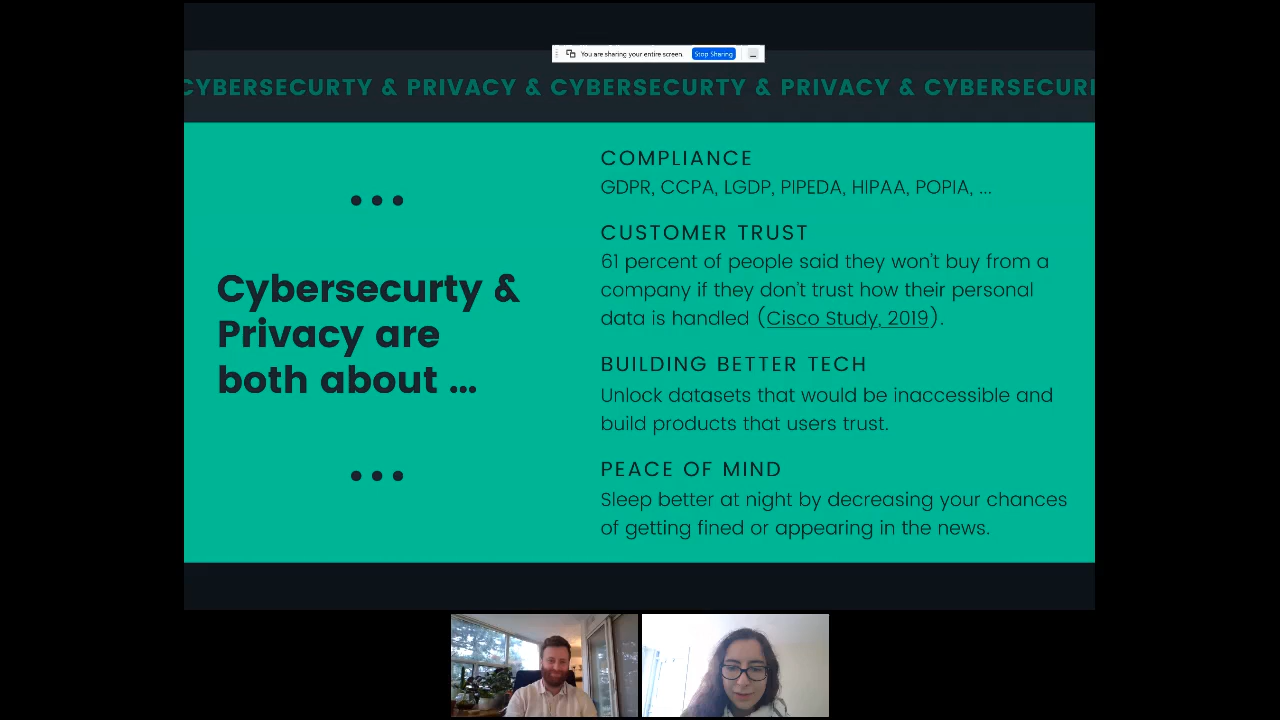 You are sharing your entire screen.
Stop Sharing
CYBERSECURTY & PRIVACY & CYBERSECURTY & PRIVACY & CYBERSECURI
Cybersecurty &
Privacy are
both about ...
COMPLIANCE
GDPR, CCPA, LGDP, PIPEDA, HIPAA, POPIA, ...
CUSTOMER TRUST
61 percent of people said they won't buy from a
company if they don't trust how their personal
data is handled (Cisco Study, 2019).
BUILDING BETTER TECH
Unlock datasets that would be inaccessible and
build products that users trust.
PEACE OF MIND
Sleep better at night by decreasing your chances
of getting fined or appearing in the news.